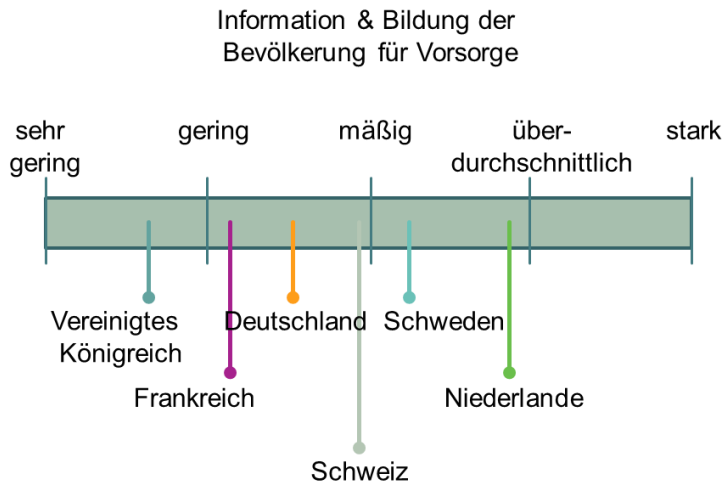 Information & Bildung der
Bevölkerung für Vorsorge
sehr
gering
gering
mäßig
über-
durchschnittlich
stark
Vereinigtes
Königreich
Deutschland
Schweden
Frankreich
Niederlande
Schweiz